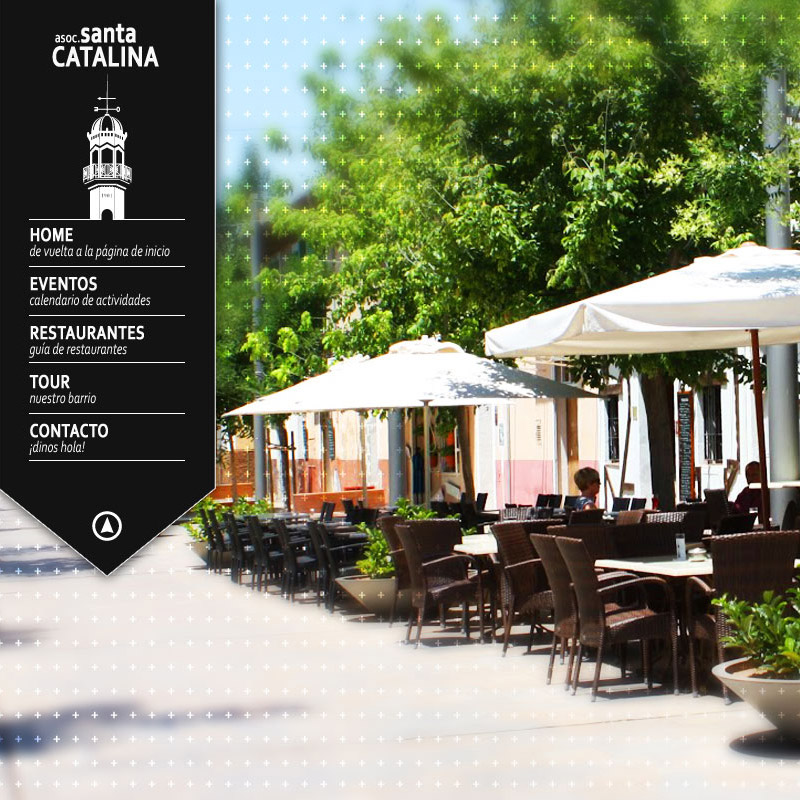 asoc. santa
CATALINA
HOME
de vuelta a la página de inicio
EVENTOS
calendario de actividades
RESTAURANTES
guía de restaurantes
TOUR
nuestro barrio
CONTACTO
¡dinos hola!